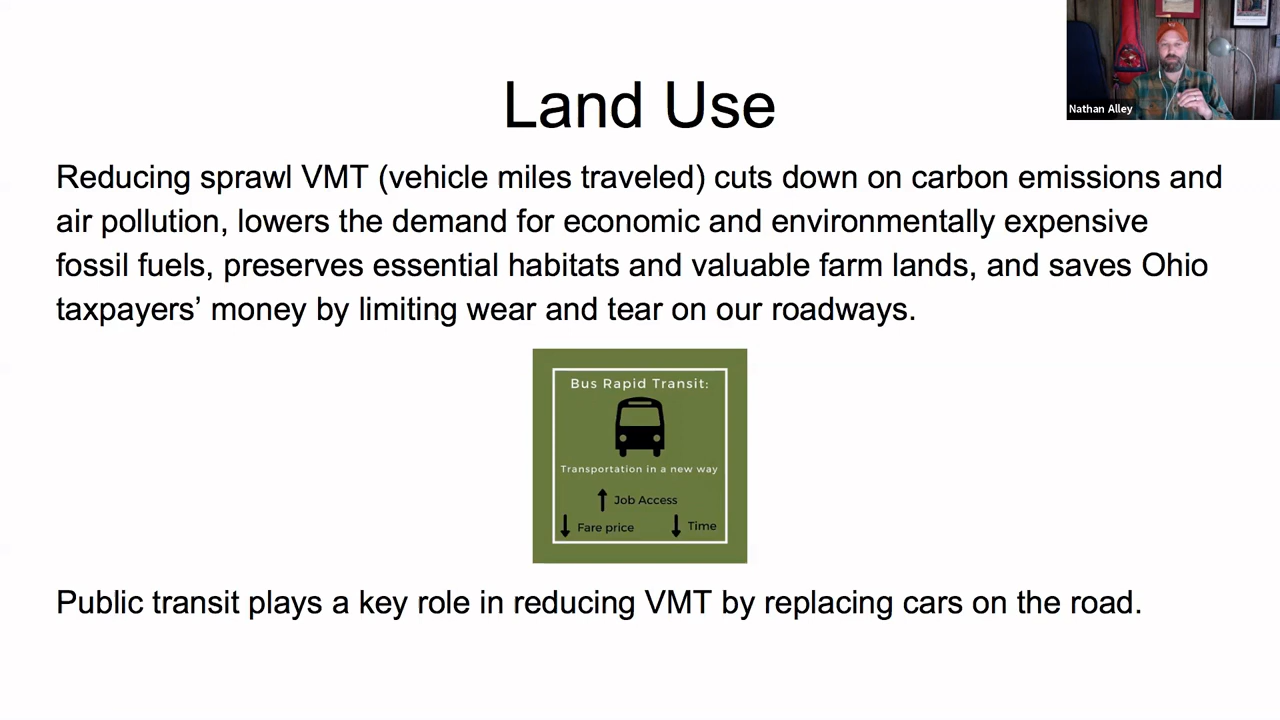 Nathan Alley
Land Use
Reducing sprawl VMT (vehicle miles traveled) cuts down on carbon emissions and
air pollution, lowers the demand for economic and environmentally expensive
fossil fuels, preserves essential habitats and valuable farm lands, and saves Ohio
taxpayers’ money by limiting wear and tear on our roadways.
Bus Rapid Transit:
Transportation in a new way
Job Access
Fare price
Time
Public transit plays a key role in reducing VMT by replacing cars on the road.